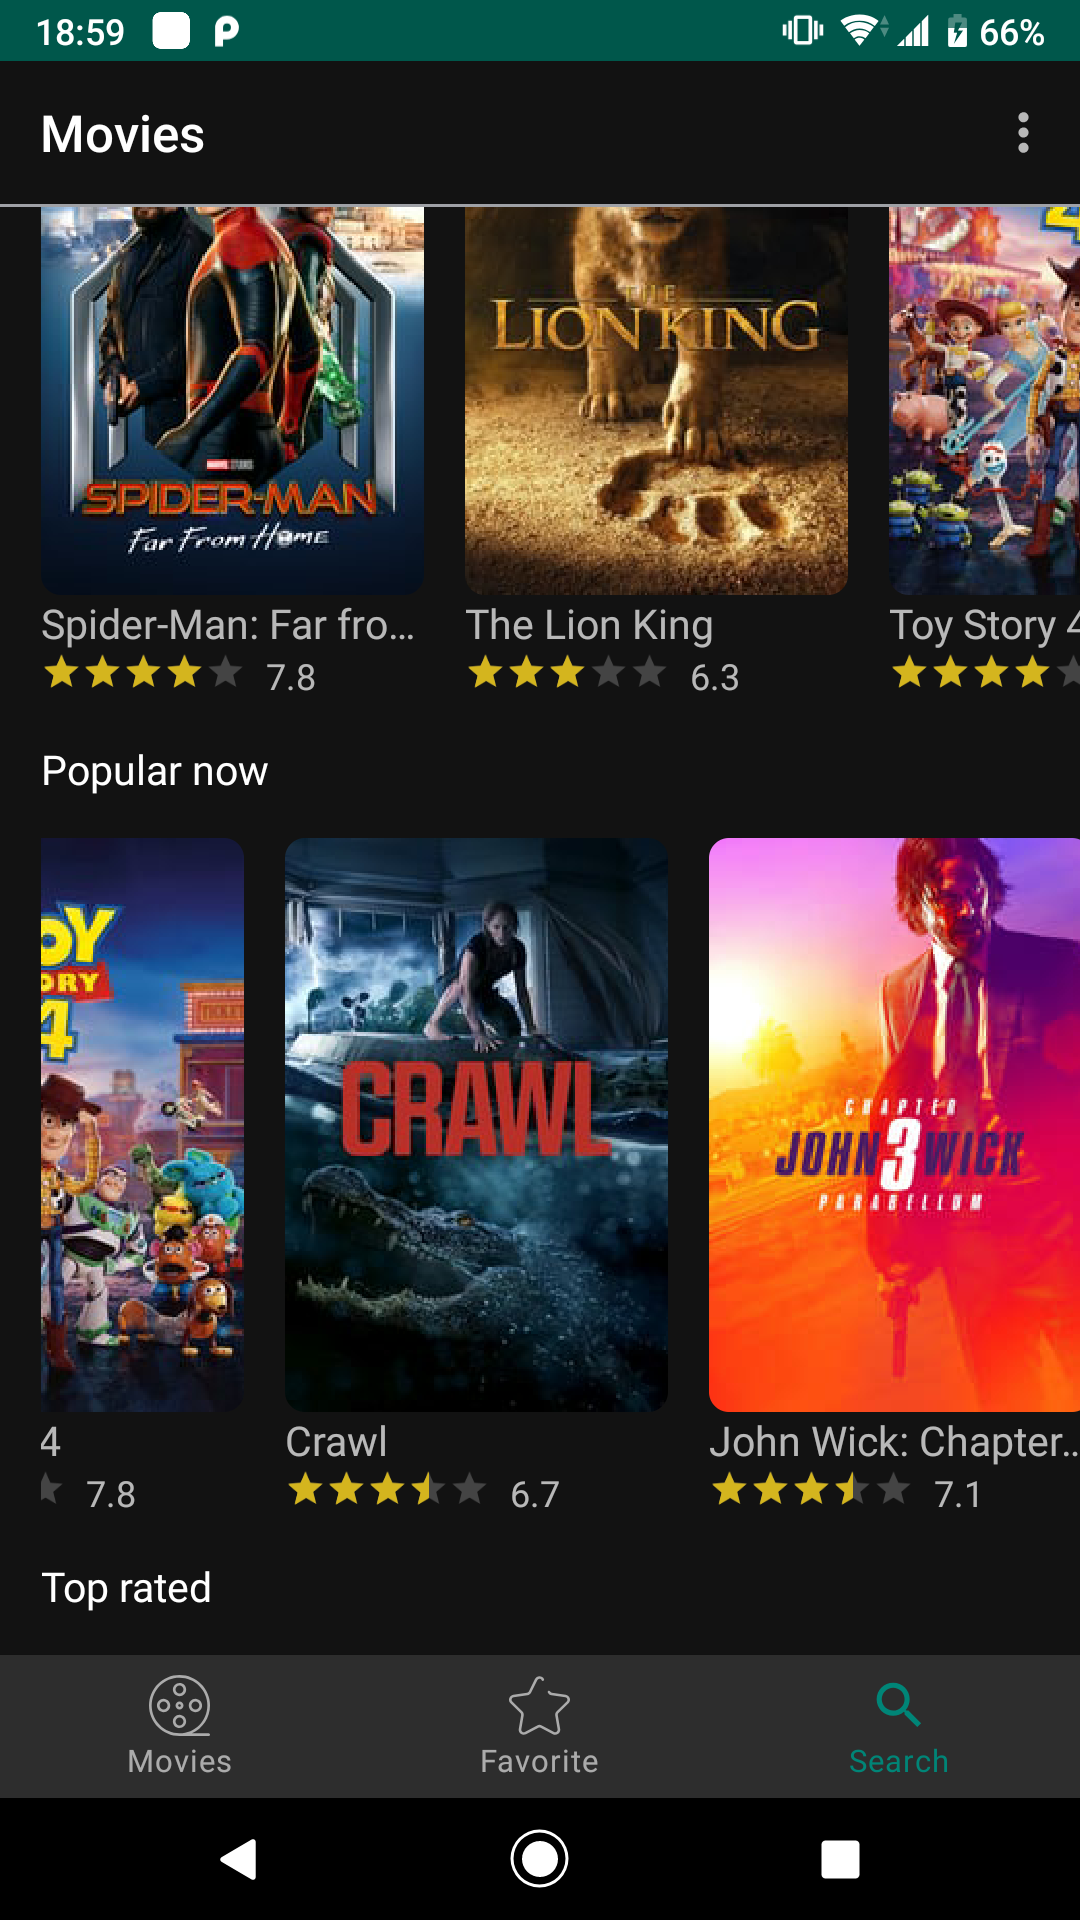 18:59
66%
Movies
THE
LION KING
MARVEL STUDIOS
SPIDER-MAN
Far From Home
Spider-Man: Far fro...
The Lion King
Toy Story 4
7.8
6.3
Popular now
OY
ORY
4
CRAWL
CHAPTER
JOHN 3 WICK
PARABELLUM
4
Crawl
John Wick: Chapter...
7.8
6.7
7.1
Top rated
Movies
Favorite
Search